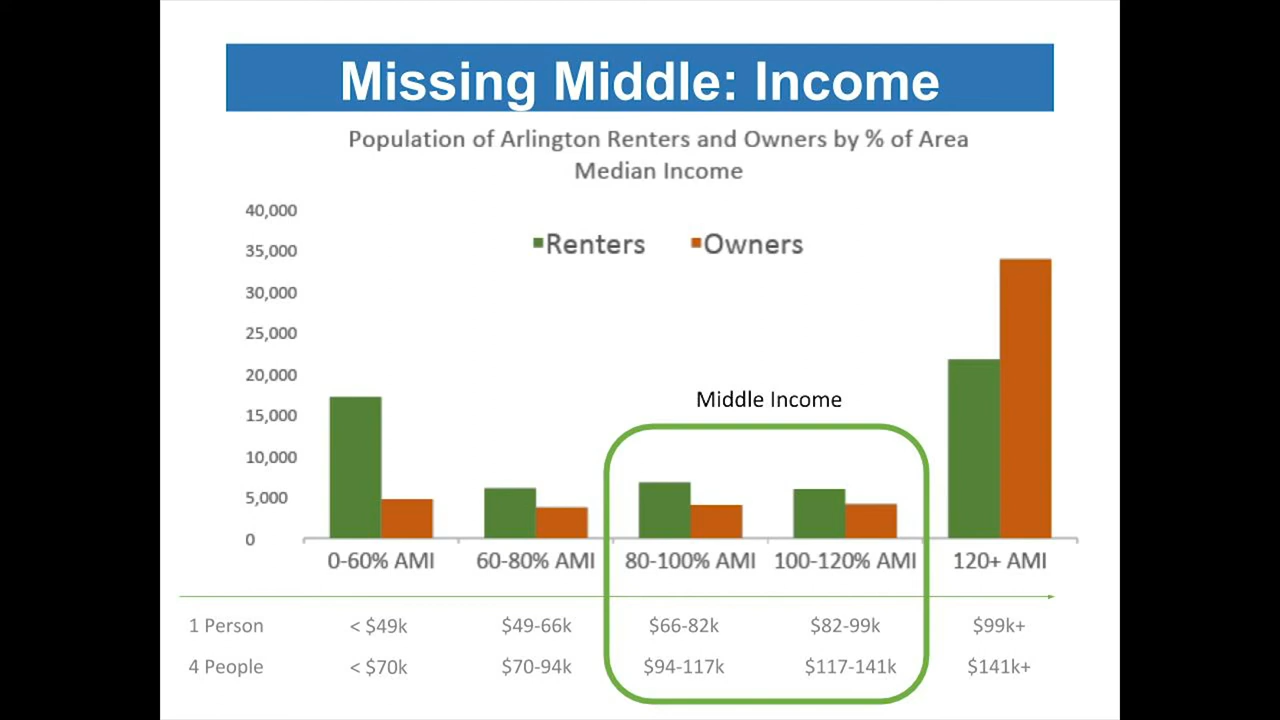 Missing Middle: Income
Population of Arlington Renters and Owners by % of Area
Median Income
40,000
35,000
30,000
25,000
20,000
15,000
10,000
5,000
0
Renters Owners
Middle Income
0-60% AMI 60-80% AMI 80-100% AMI 100-120% AMI 120+ AMI
1 Person < $49k $49-66k $66-82k $82-99k $99k+
4 People < $70k $70-94k $94-117k $117-141k $141k+